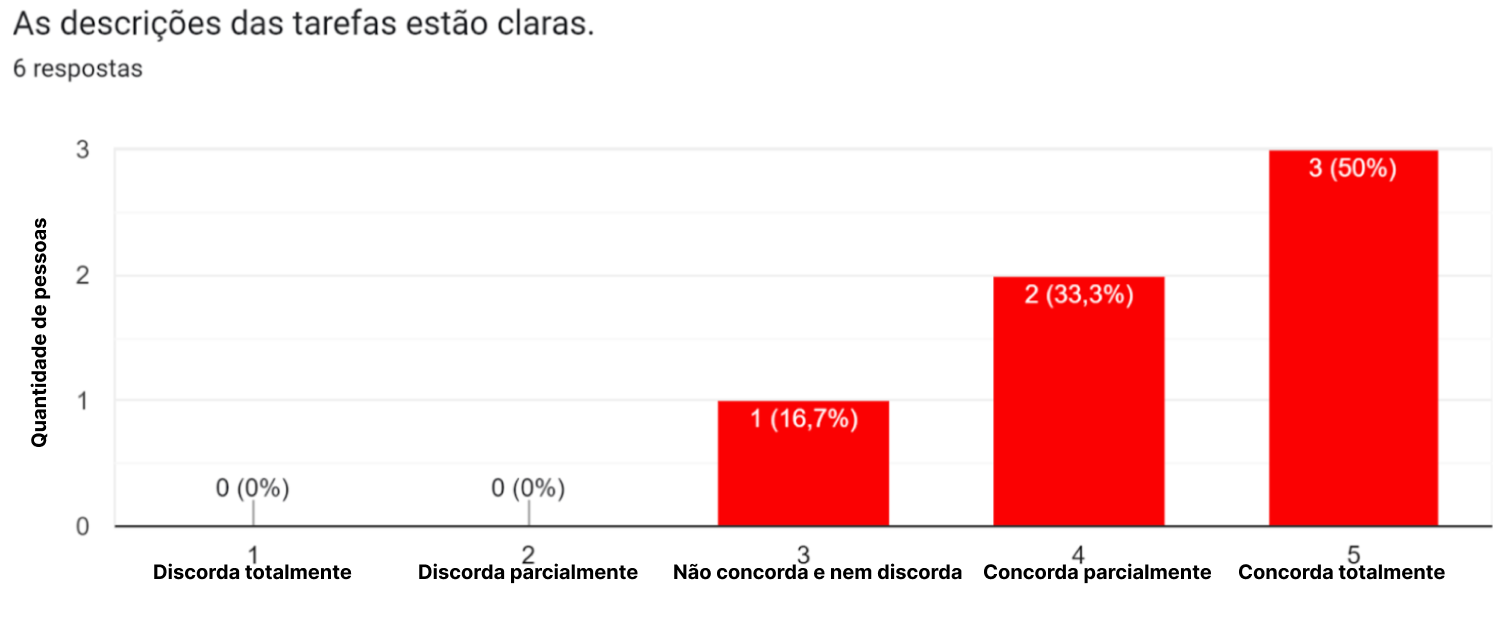 As descrições das tarefas estão claras.
6 respostas
Quantidade de pessoas
3
2
1
0
0 (0%)
0 (0%)
1 (16,7%)
2 (33,3%)
3 (50%)
1
2
3
4
5
Discorda totalmente
Discorda parcialmente
Não concorda e nem discorda
Concorda parcialmente
Concorda totalmente